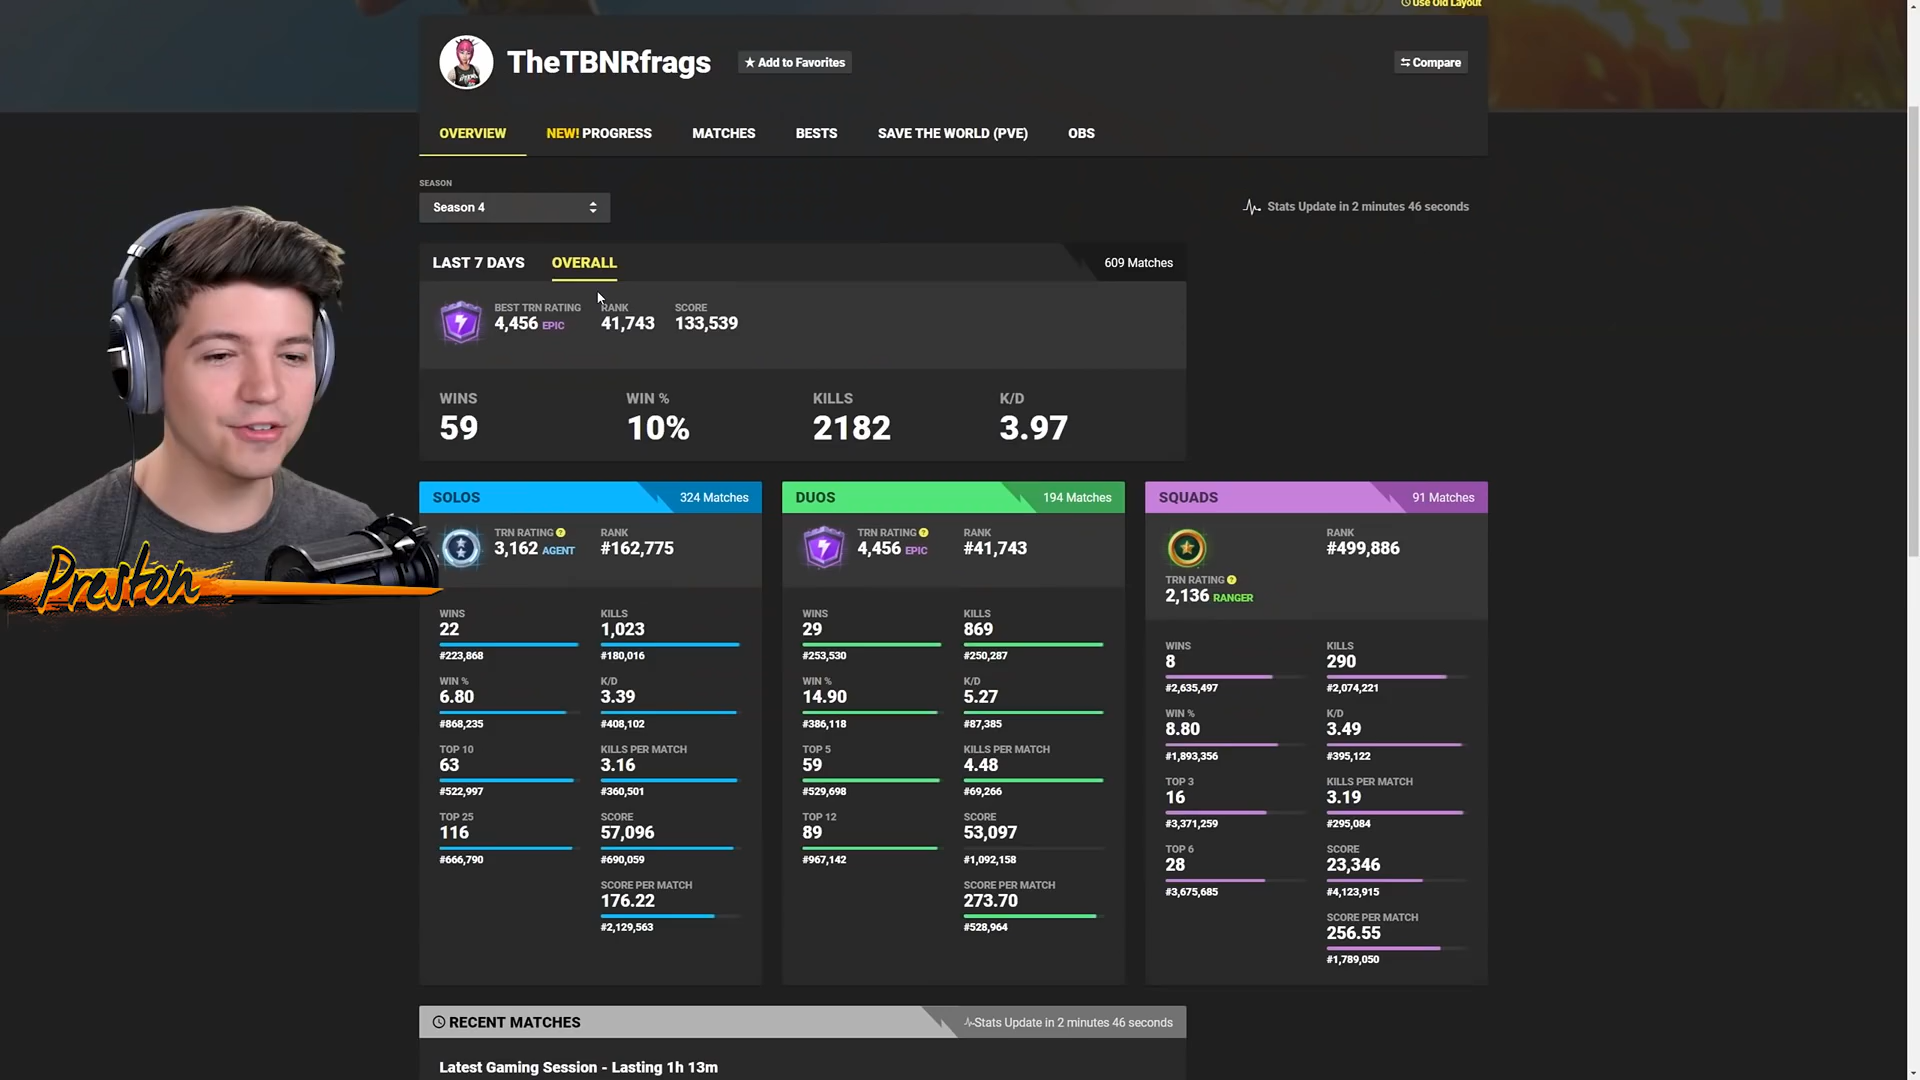 Use Old Layout
TheTBNRfrags
★ Add to Favorites
Compare
OVERVIEW
NEW! PROGRESS
MATCHES
BESTS
SAVE THE WORLD (PVE)
OBS
SEASON
Season 4
Stats Update in 2 minutes 46 seconds
LAST 7 DAYS
OVERALL
609 Matches
BEST TRN RATING
4,456 EPIC
RANK
41,743
SCORE
133,539
WINS
59
WIN %
10%
KILLS
2182
K/D
3.97
SOLOS
324 Matches
TRN RATING
3,162 AGENT
RANK
#162,775
WINS
22
#223,868
KILLS
1,023
#180,016
WIN %
6.80
#868,235
K/D
3.39
#408,102
TOP 10
63
#522,997
KILLS PER MATCH
3.16
#360,501
TOP 25
116
#666,790
SCORE
57,096
#690,059
SCORE PER MATCH
176.22
#2,129,563
DUOS
194 Matches
TRN RATING
4,456 EPIC
RANK
#41,743
WINS
29
#253,530
KILLS
869
#250,287
WIN %
14.90
#386,118
K/D
5.27
#87,385
TOP 5
59
#529,698
KILLS PER MATCH
4.48
#69,266
TOP 12
89
#967,142
SCORE
53,097
#1,092,158
SCORE PER MATCH
273.70
#528,964
SQUADS
91 Matches
RANK
#499,886
TRN RATING
2,136 RANGER
WINS
8
#2,635,497
KILLS
290
#2,074,221
WIN %
8.80
#1,893,356
K/D
3.49
#395,122
TOP 3
16
#3,371,259
KILLS PER MATCH
3.19
#295,084
TOP 6
28
#3,675,685
SCORE
23,346
#4,123,915
SCORE PER MATCH
256.55
#1,789,050
Preston
RECENT MATCHES
Stats Update in 2 minutes 46 seconds
Latest Gaming Session - Lasting 1h 13m